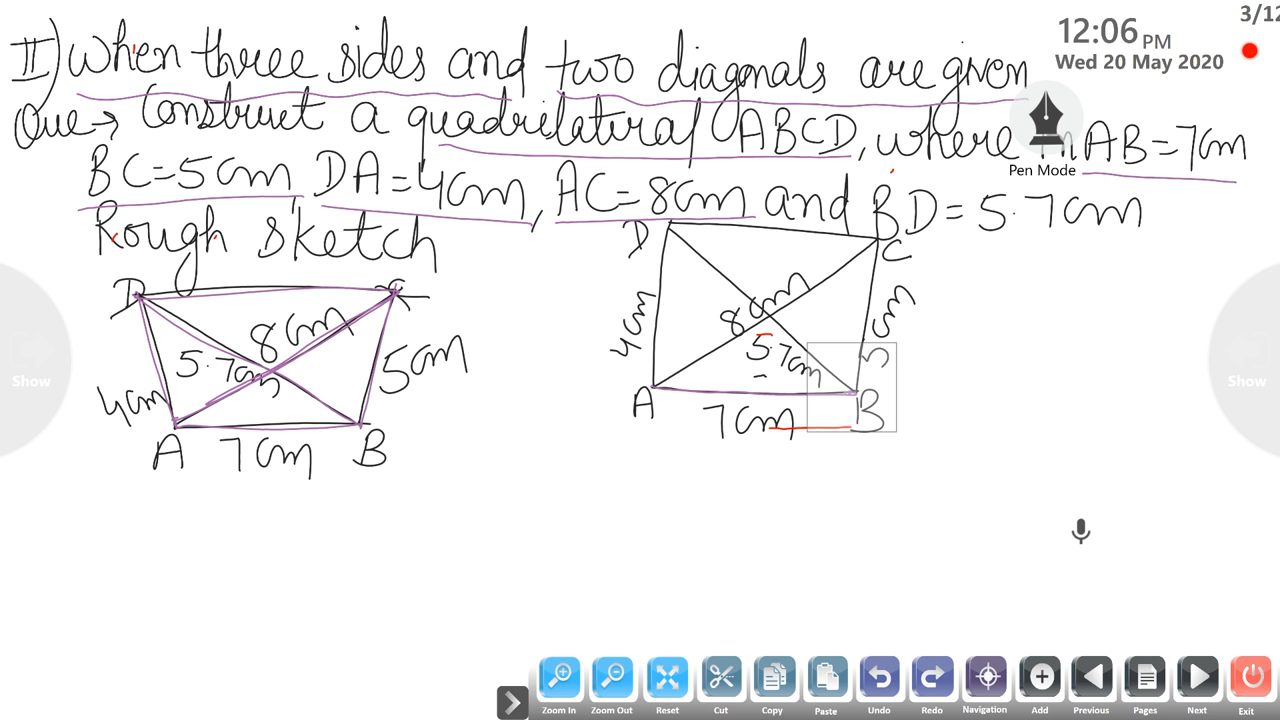 3/12
12:06 PM
Wed 20 May 2020
II) When three sides and two diagonals are given
Que → Construct a quadrilateral ABCD, where in AB=7cm
Pen Mode
BC=5cm, DA=4cm, AC=8cm and BD=5.7cm
Rough Sketch
D C
D C
8cm
5.7cm
4cm
5cm
A 7cm B
8cm
5.7cm
4cm
5cm
A 7cm B
Show
Show
Zoom In Zoom Out Reset Cut Copy Paste Undo Redo Navigation Add Previous Pages Next Exit